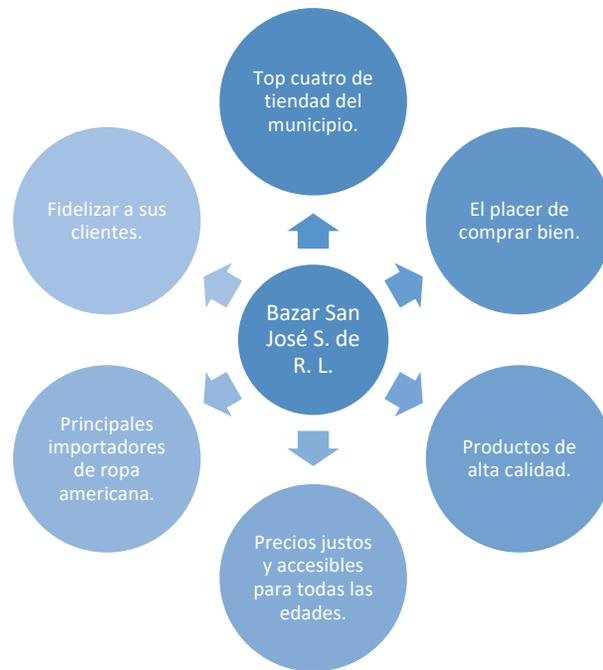 Top cuatro de
tiendad del
municipio.
El placer de
comprar bien.
Productos de
alta calidad.
Precios justos
y accesibles
para todas las
edades.
Principales
importadores
de ropa
americana.
Fidelizar a sus
clientes.
Bazar San
José S. de
R. L.